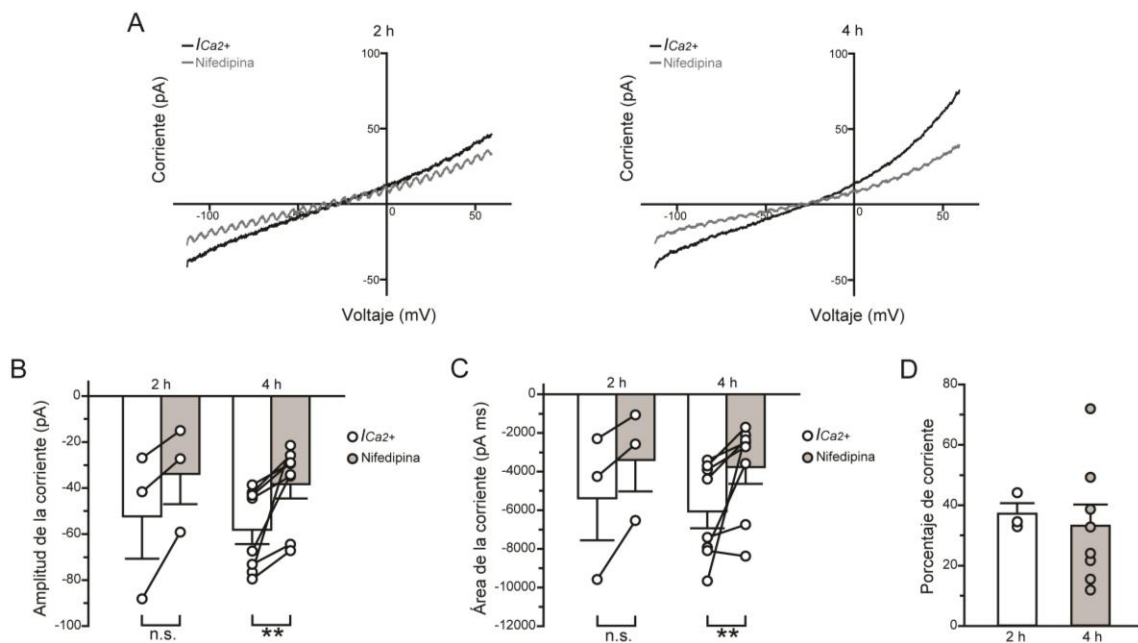 A
2 h
ICa2+
Nifedipina
Corriente (pA)
100
50
-100
-50
0
50
-50
Voltaje (mV)
4 h
ICa2+
Nifedipina
Corriente (pA)
100
50
-100
-50
0
50
-50
Voltaje (mV)
B
2 h
4 h
Amplitud de la corriente (pA)
0
-20
-40
-60
-80
-100
ICa2+
Nifedipina
n.s.
**
C
2 h
4 h
Área de la corriente (pA ms)
0
-2000
-4000
-6000
-8000
-10000
-12000
ICa2+
Nifedipina
n.s.
**
D
Porcentaje de corriente
80
60
40
20
0
2 h
4 h